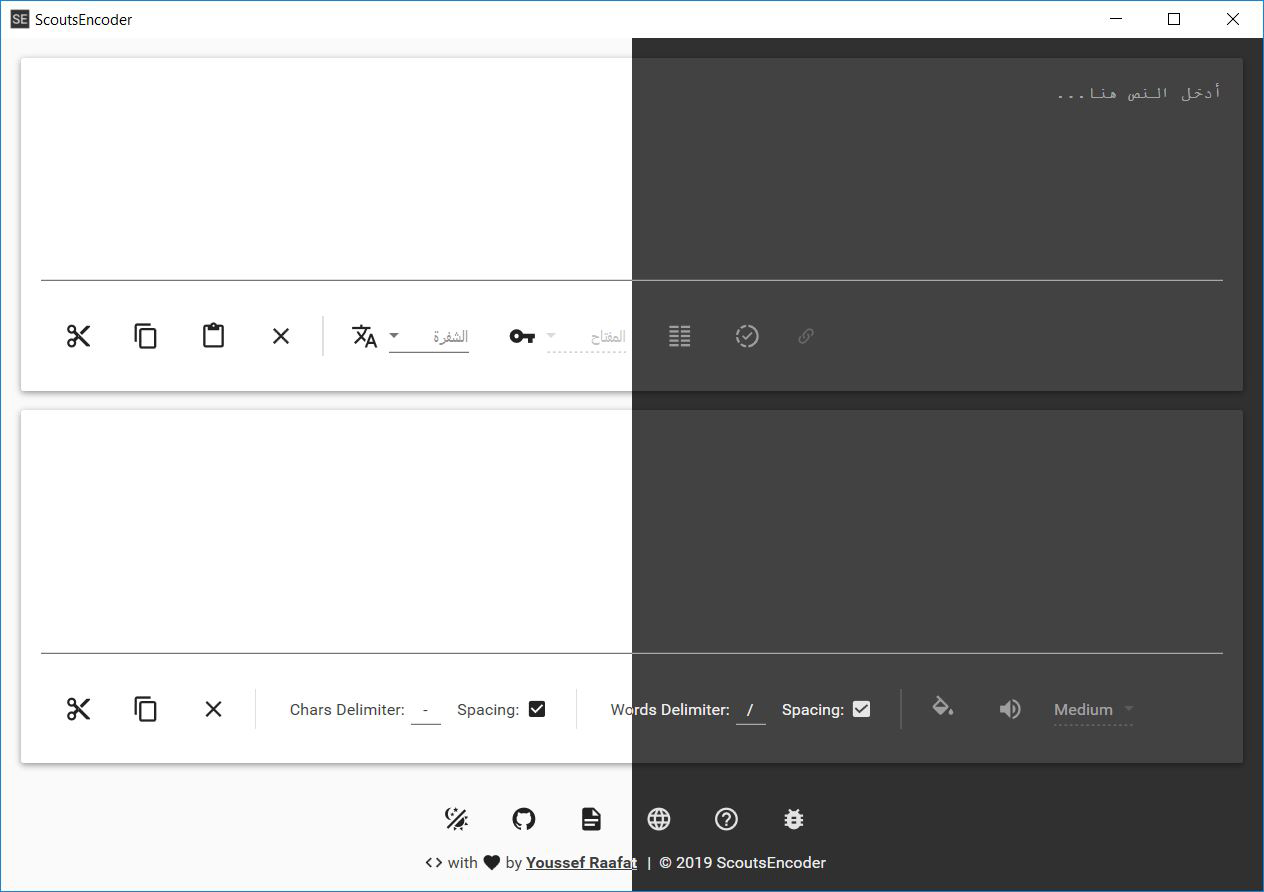 SE ScoutsEncoder
أدخل النص هنا...
الشفرة المفتاح
Chars Delimiter: - Spacing: Words Delimiter: / Spacing: Medium
<> with by Youssef Raafat | © 2019 ScoutsEncoder